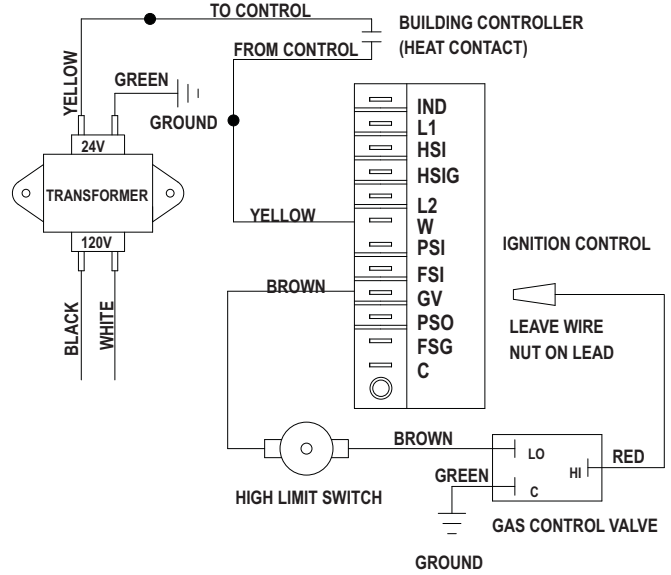 TO CONTROL
BUILDING CONTROLLER
(HEAT CONTACT)
FROM CONTROL
YELLOW
GREEN
GROUND
24V
TRANSFORMER
120V
BLACK
WHITE
IND
L1
HSI
HSIG
L2
W
PSI
FSI
GV
PSO
FSG
C
YELLOW
BROWN
IGNITION CONTROL
LEAVE WIRE
NUT ON LEAD
BROWN
HIGH LIMIT SWITCH
LO
HI
C
RED
GREEN
GAS CONTROL VALVE
GROUND